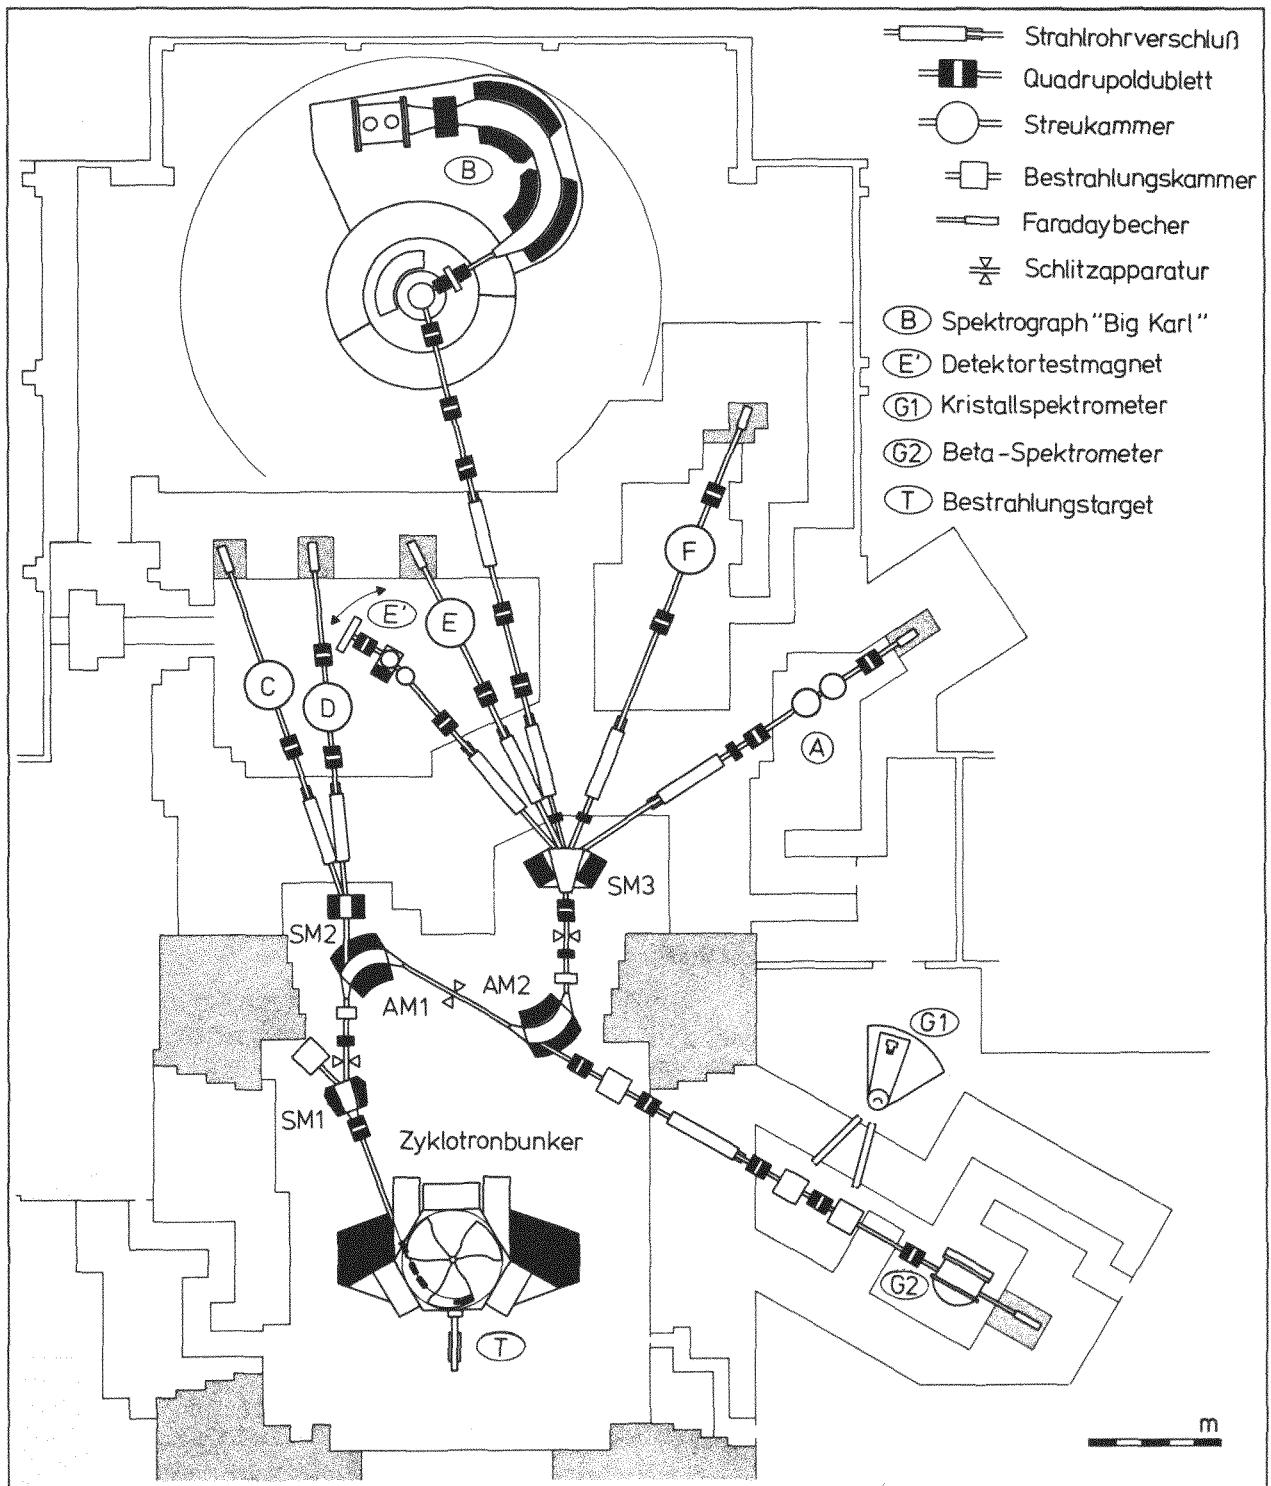 Strahlrohrverschluß
Quadrupoldublett
Streukammer
Bestrahlungskammer
Faradaybecher
Schlitzapparatur
B Spektrograph "Big Karl"
E' Detektortestmagnet
G1 Kristallspektrometer
G2 Beta-Spektrometer
T Bestrahlungstarget
B
F
E'
E
C
D
A
SM3
SM2
AM2
AM1
G1
SM1
Zyklotronbunker
G2
T
m